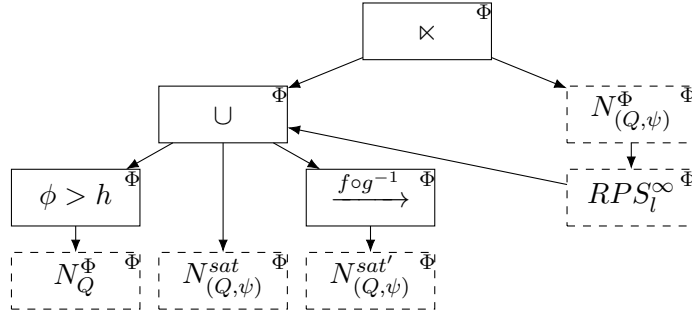 ⋉ Φ
∪ Φ
N^Φ_{(Q,ψ)} Φ
ϕ > h Φ
f∘g^{−1} ⟶ Φ
RPS^∞_l Φ
N^Φ_Q Φ
N^{sat}_{(Q,ψ)} Φ
N^{sat′}_{(Q,ψ)} Φ